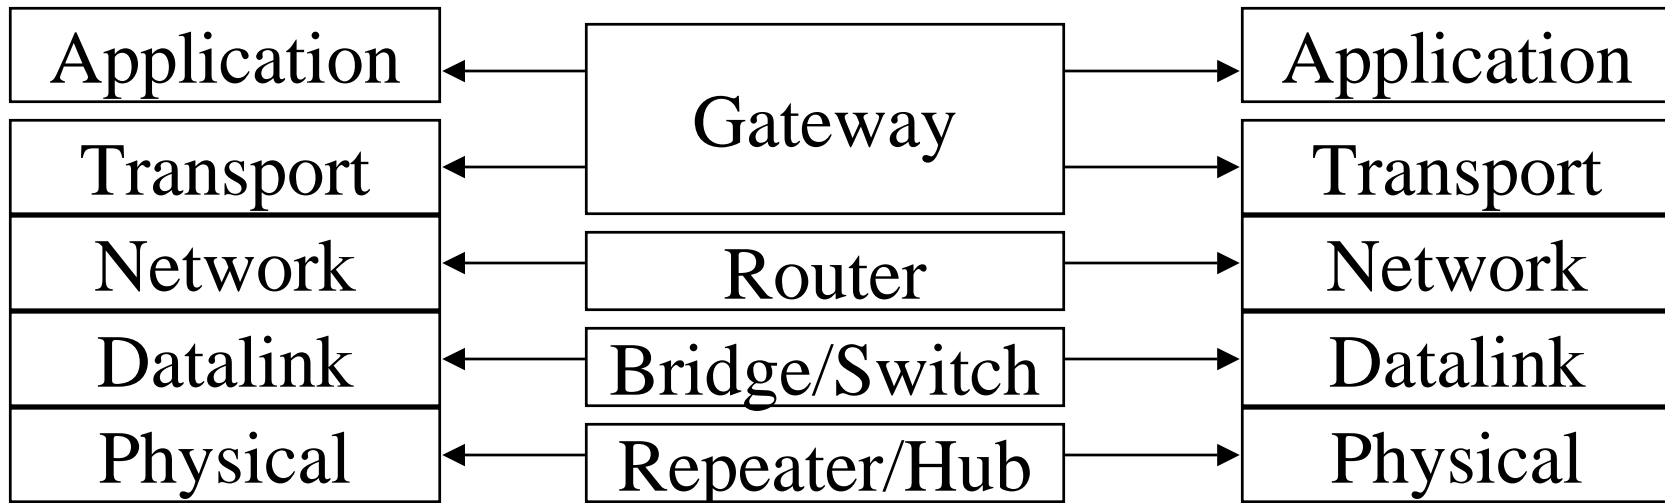 Application
Gateway
Application
Transport
Transport
Network
Router
Network
Datalink
Bridge/Switch
Datalink
Physical
Repeater/Hub
Physical